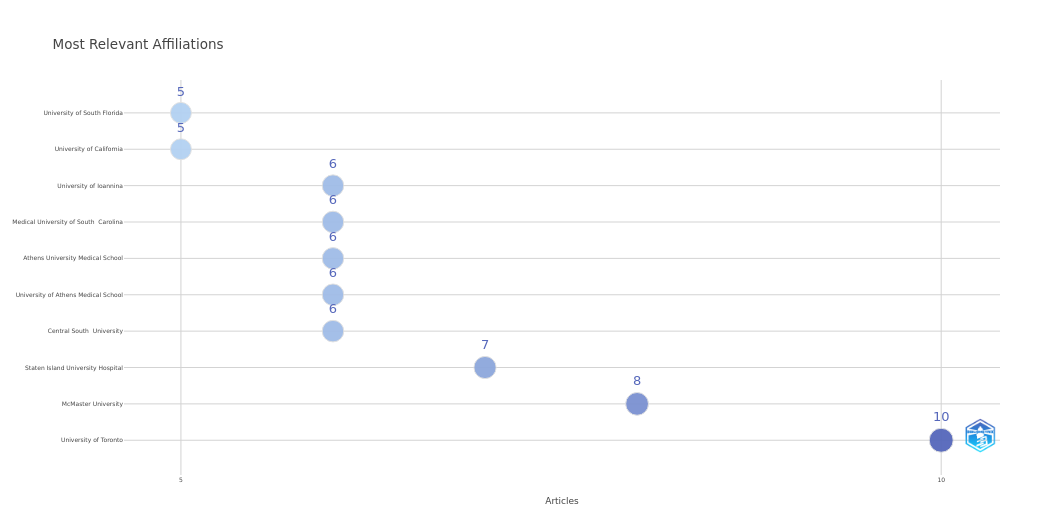 Most Relevant Affiliations
5
University of South Florida
5
University of California
6
University of Ioannina
6
Medical University of South  Carolina
6
Athens University Medical School
6
University of Athens Medical School
6
Central South  University
7
Staten Island University Hospital
8
McMaster University
10
University of Toronto
5
10
Articles